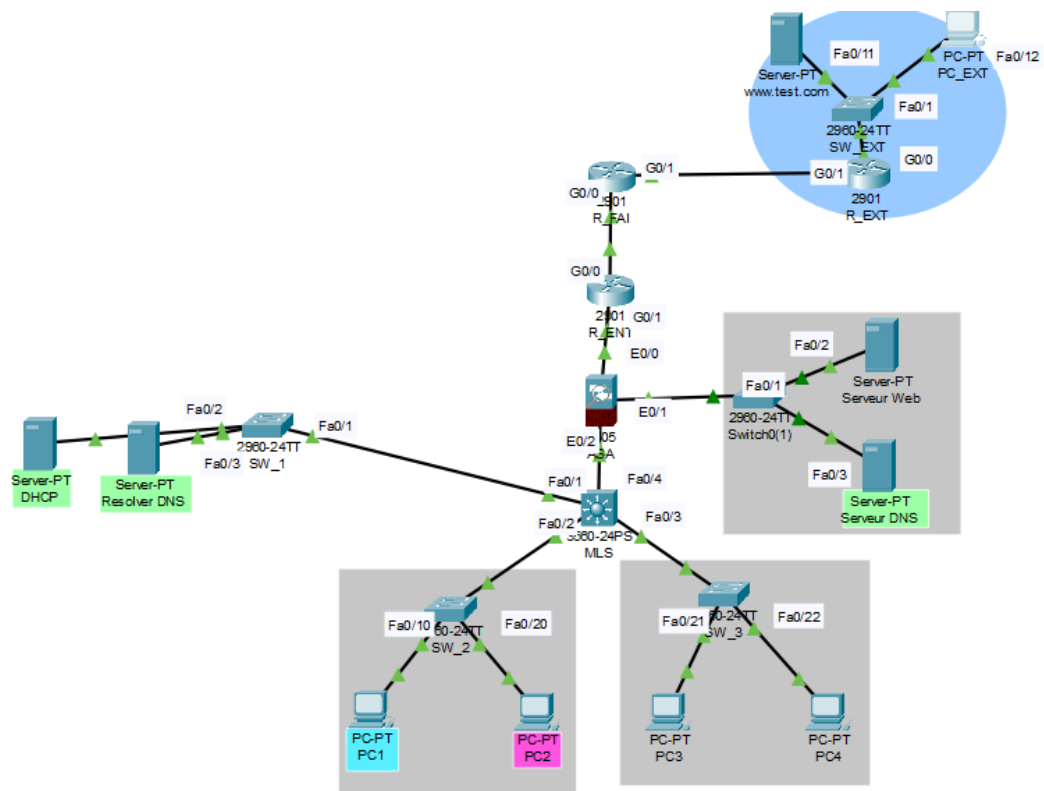 Fa0/11
Server-PT
www.test.com
PC-PT
PC_EXT
Fa0/12
Fa0/1
2960-24TT
SW_EXT
G0/1
G0/0
2901
R_EXT
G0/1
G0/0
R_FAI
G0/0
2901
G0/1
E0/0
Fa0/2
Server-PT
Serveur Web
Fa0/1
E0/1
2960-24TT
Switch0(1)
Fa0/3
Server-PT
Serveur DNS
E0/2
Fa0/2
Fa0/1
2960-24TT
SW_1
Fa0/3
Server-PT
DHCP
Server-PT
Resolver DNS
Fa0/1
Fa0/4
Fa0/2
Fa0/3
MLS
Fa0/10
Fa0/20
SW_2
PC-PT
PC1
PC-PT
PC2
Fa0/21
Fa0/22
SW_3
PC-PT
PC3
PC-PT
PC4